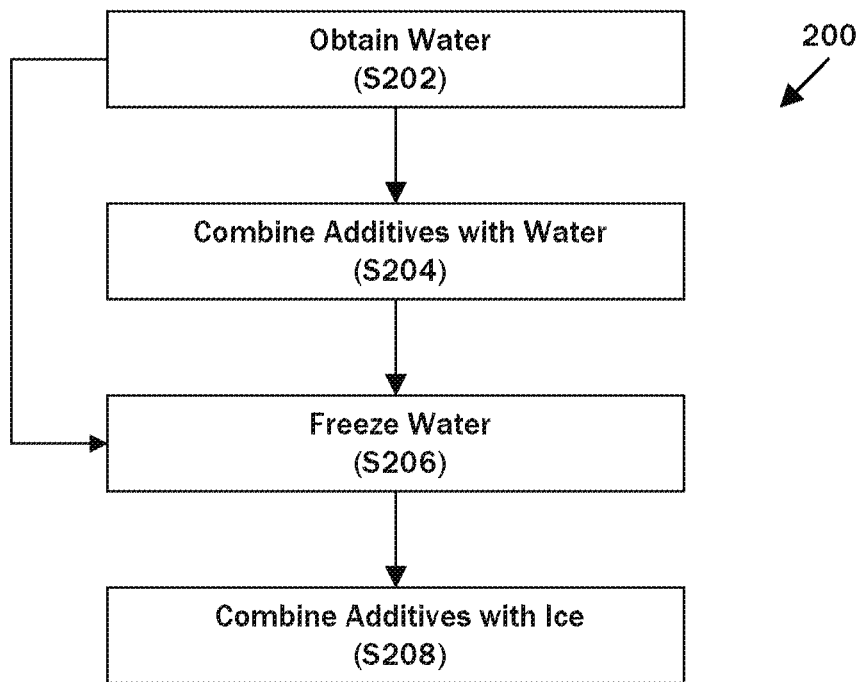 Obtain Water
(S202)
200
Combine Additives with Water
(S204)
Freeze Water
(S206)
Combine Additives with Ice
(S208)